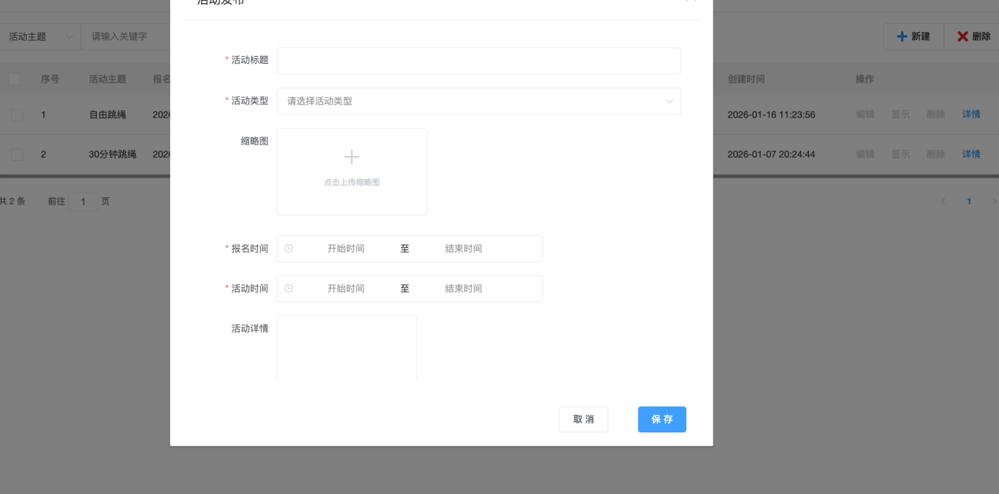 活动发布
活动主题 请输入关键字 新建 删除
序号 活动主题 报名 创建时间 操作
1 自由跳绳 2026 2026-01-16 11:23:56 编辑 显示 删除 详情
2 30分钟跳绳 2026 2026-01-07 20:24:44 编辑 显示 删除 详情
共 2 条 前往 1 页 1
* 活动标题
* 活动类型 请选择活动类型
缩略图
点击上传缩略图
* 报名时间 开始时间 至 结束时间
* 活动时间 开始时间 至 结束时间
活动详情
取 消 保 存